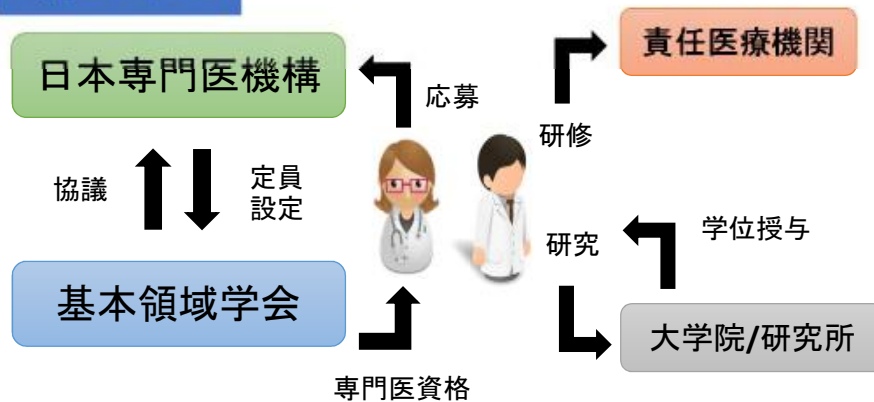 日本専門医機構
応募
責任医療機関
研修
協議
定員
設定
研究
学位授与
基本領域学会
大学院/研究所
専門医資格